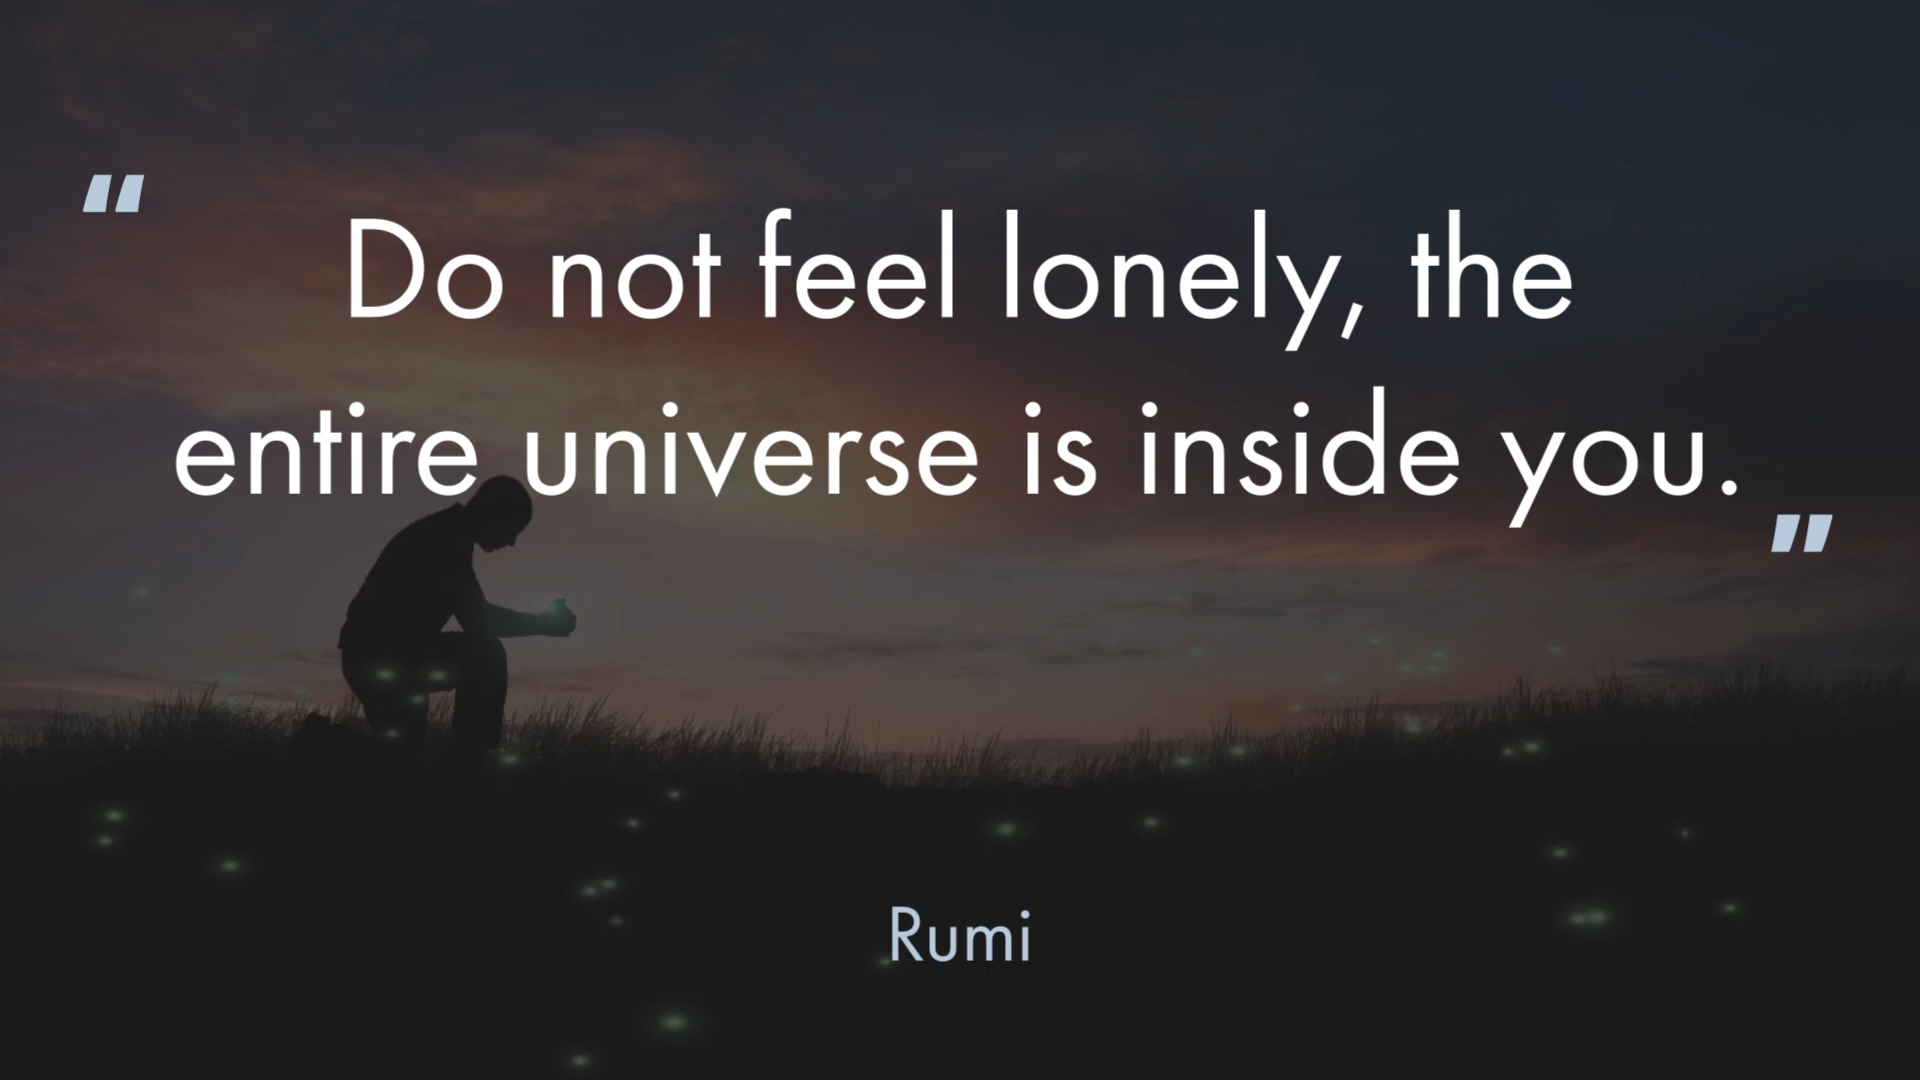 “
Do not feel lonely, the
entire universe is inside you.
”
Rumi